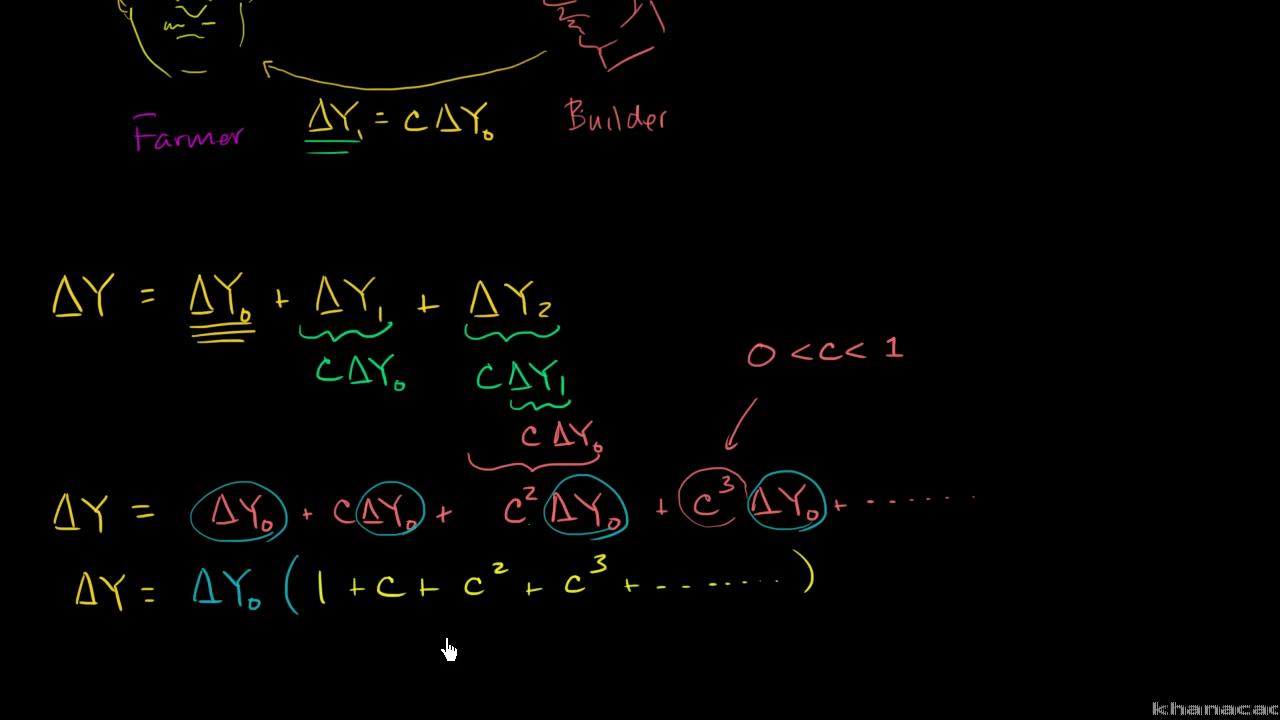 Farmer
ΔY₁ = CΔY₀
Builder
ΔY = ΔY₀ + ΔY₁ + ΔY₂
CΔY₀ CΔY₁
0 < c < 1
CΔY₀
ΔY = ΔY₀ + CΔY₀ + C²ΔY₀ + C³ΔY₀ + .......
ΔY = ΔY₀ (1 + C + C² + C³ + ........)
khanacac